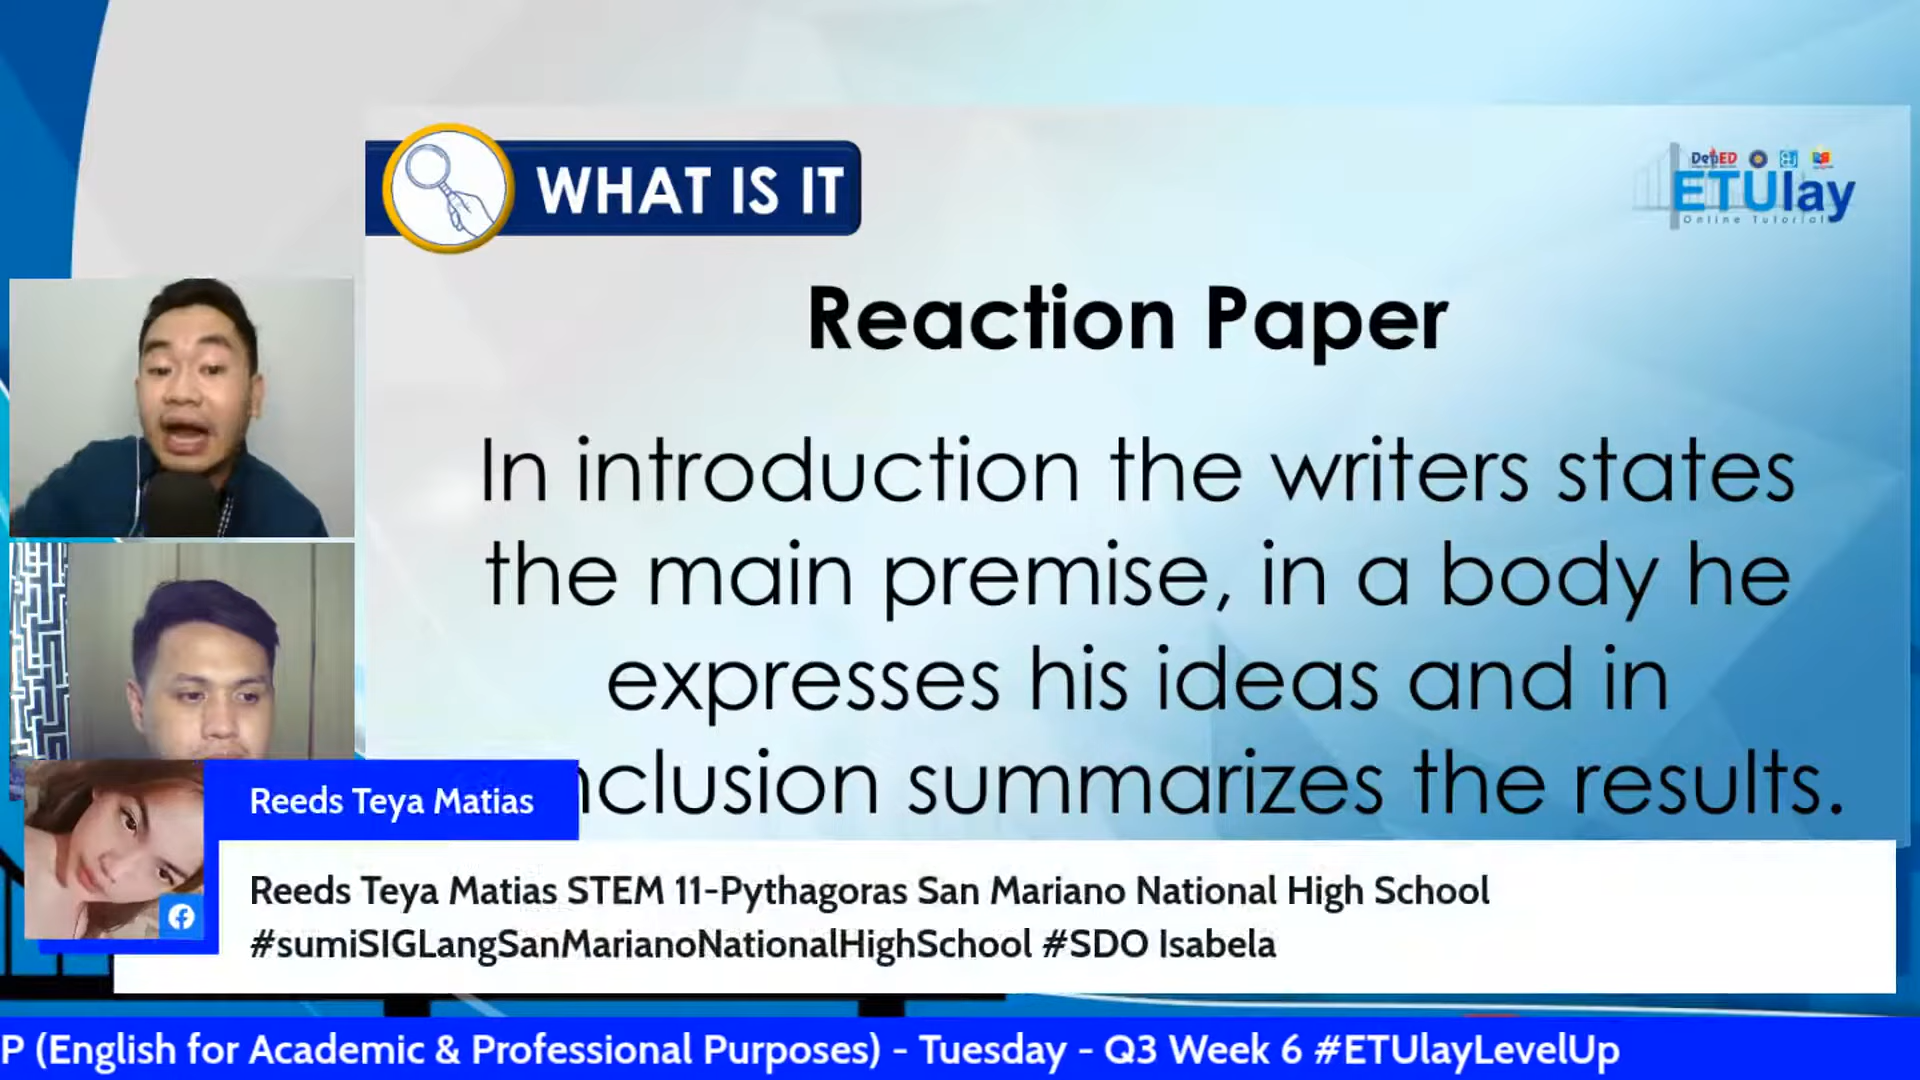 WHAT IS IT
DepED
ETUlay
Online Tutorial
Reaction Paper
In introduction the writers states
the main premise, in a body he
expresses his ideas and in
nclusion summarizes the results.
Reeds Teya Matias
Reeds Teya Matias STEM 11-Pythagoras San Mariano National High School
#sumiSIGLangSanMarianoNationalHighSchool #SDO Isabela
P (English for Academic & Professional Purposes) - Tuesday - Q3 Week 6 #ETUlayLevelUp